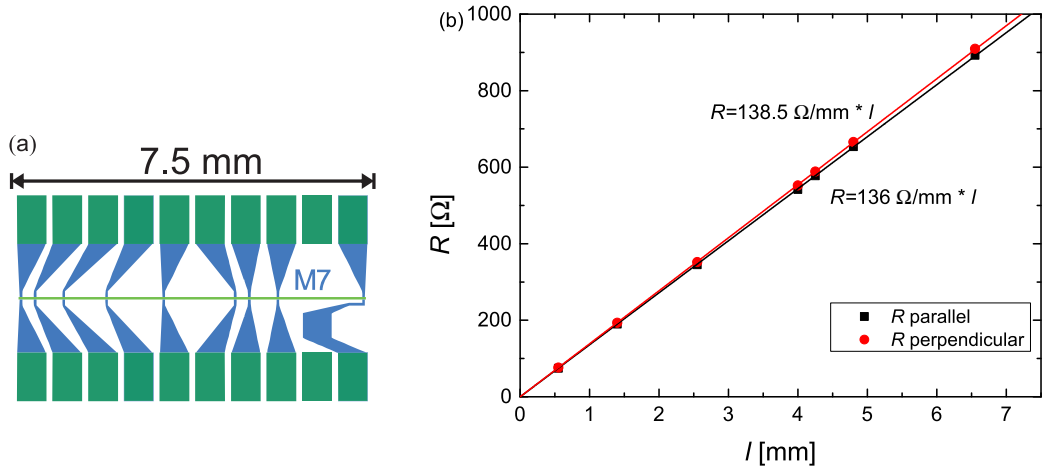 (a)
7.5 mm
M7
(b)
1000
800
600
400
200
0
R [Ω]
R=138.5 Ω/mm * l
R=136 Ω/mm * l
R parallel
R perpendicular
0 1 2 3 4 5 6 7
l [mm]